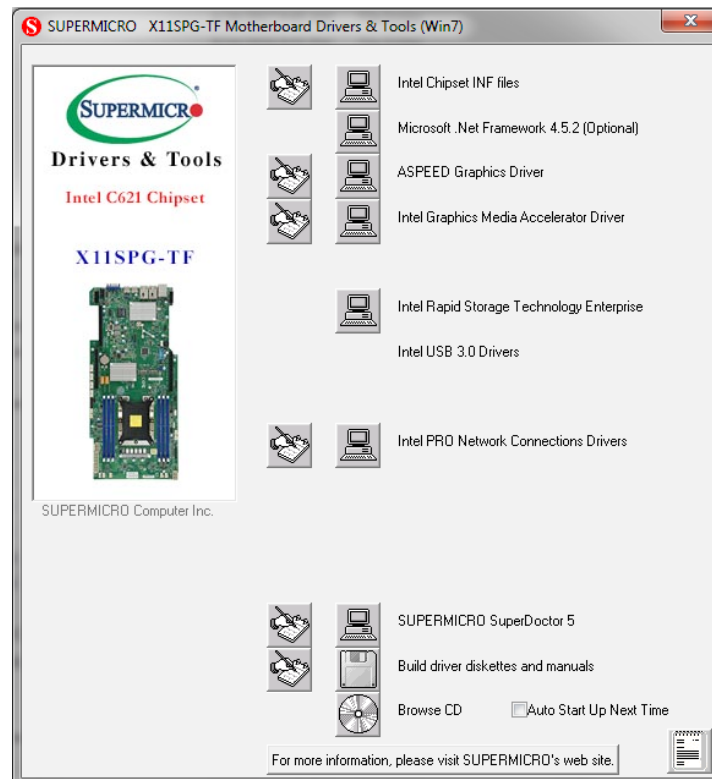 SUPERMICRO X11SPG-TF Motherboard Drivers & Tools (Win7)
SUPERMICRO
Drivers & Tools
Intel C621 Chipset
X11SPG-TF
SUPERMICRO Computer Inc.
Intel Chipset INF files
Microsoft .Net Framework 4.5.2 (Optional)
ASPEED Graphics Driver
Intel Graphics Media Accelerator Driver
Intel Rapid Storage Technology Enterprise
Intel USB 3.0 Drivers
Intel PRO Network Connections Drivers
SUPERMICRO SuperDoctor 5
Build driver diskettes and manuals
Browse CD
Auto Start Up Next Time
For more information, please visit SUPERMICRO's web site.